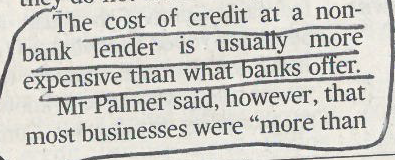 The cost of credit at a non-
bank lender is usually more
expensive than what banks offer.
Mr Palmer said, however, that
most businesses were “more than